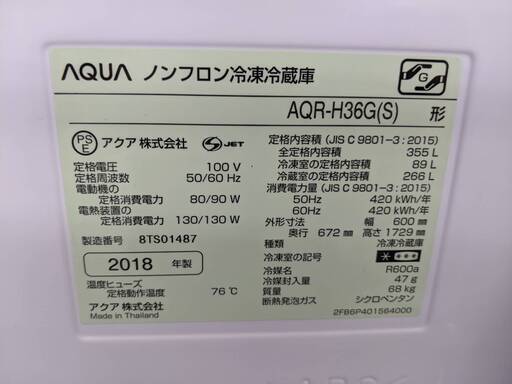 AQUA ノンフロン冷凍冷蔵庫
G
AQR-H36G(S) 形
PS E アクア株式会社 S JET
定格電圧 100 V
定格周波数 50/60 Hz
電動機の
定格消費電力 80/90 W
電熱装置の
定格消費電力 130/130 W
製造番号 8TS01487
2018 年製
温度ヒューズ
定格動作温度 76℃
アクア株式会社
Made in Thailand
定格内容積 (JIS C 9801-3 : 2015)
全定格内容積 355 L
冷凍室の定格内容積 89 L
冷蔵室の定格内容積 266 L
消費電力量 (JIS C 9801-3 : 2015)
50Hz 420 kWh/年
60Hz 420 kWh/年
外形寸法 幅 600 mm
奥行 672 mm 高さ 1729 mm
種類 冷凍冷蔵庫
冷凍室の記号
冷媒名 R600a
冷媒封入量 47 g
質量 68 kg
断熱発泡ガス シクロペンタン
2FB6P401564000